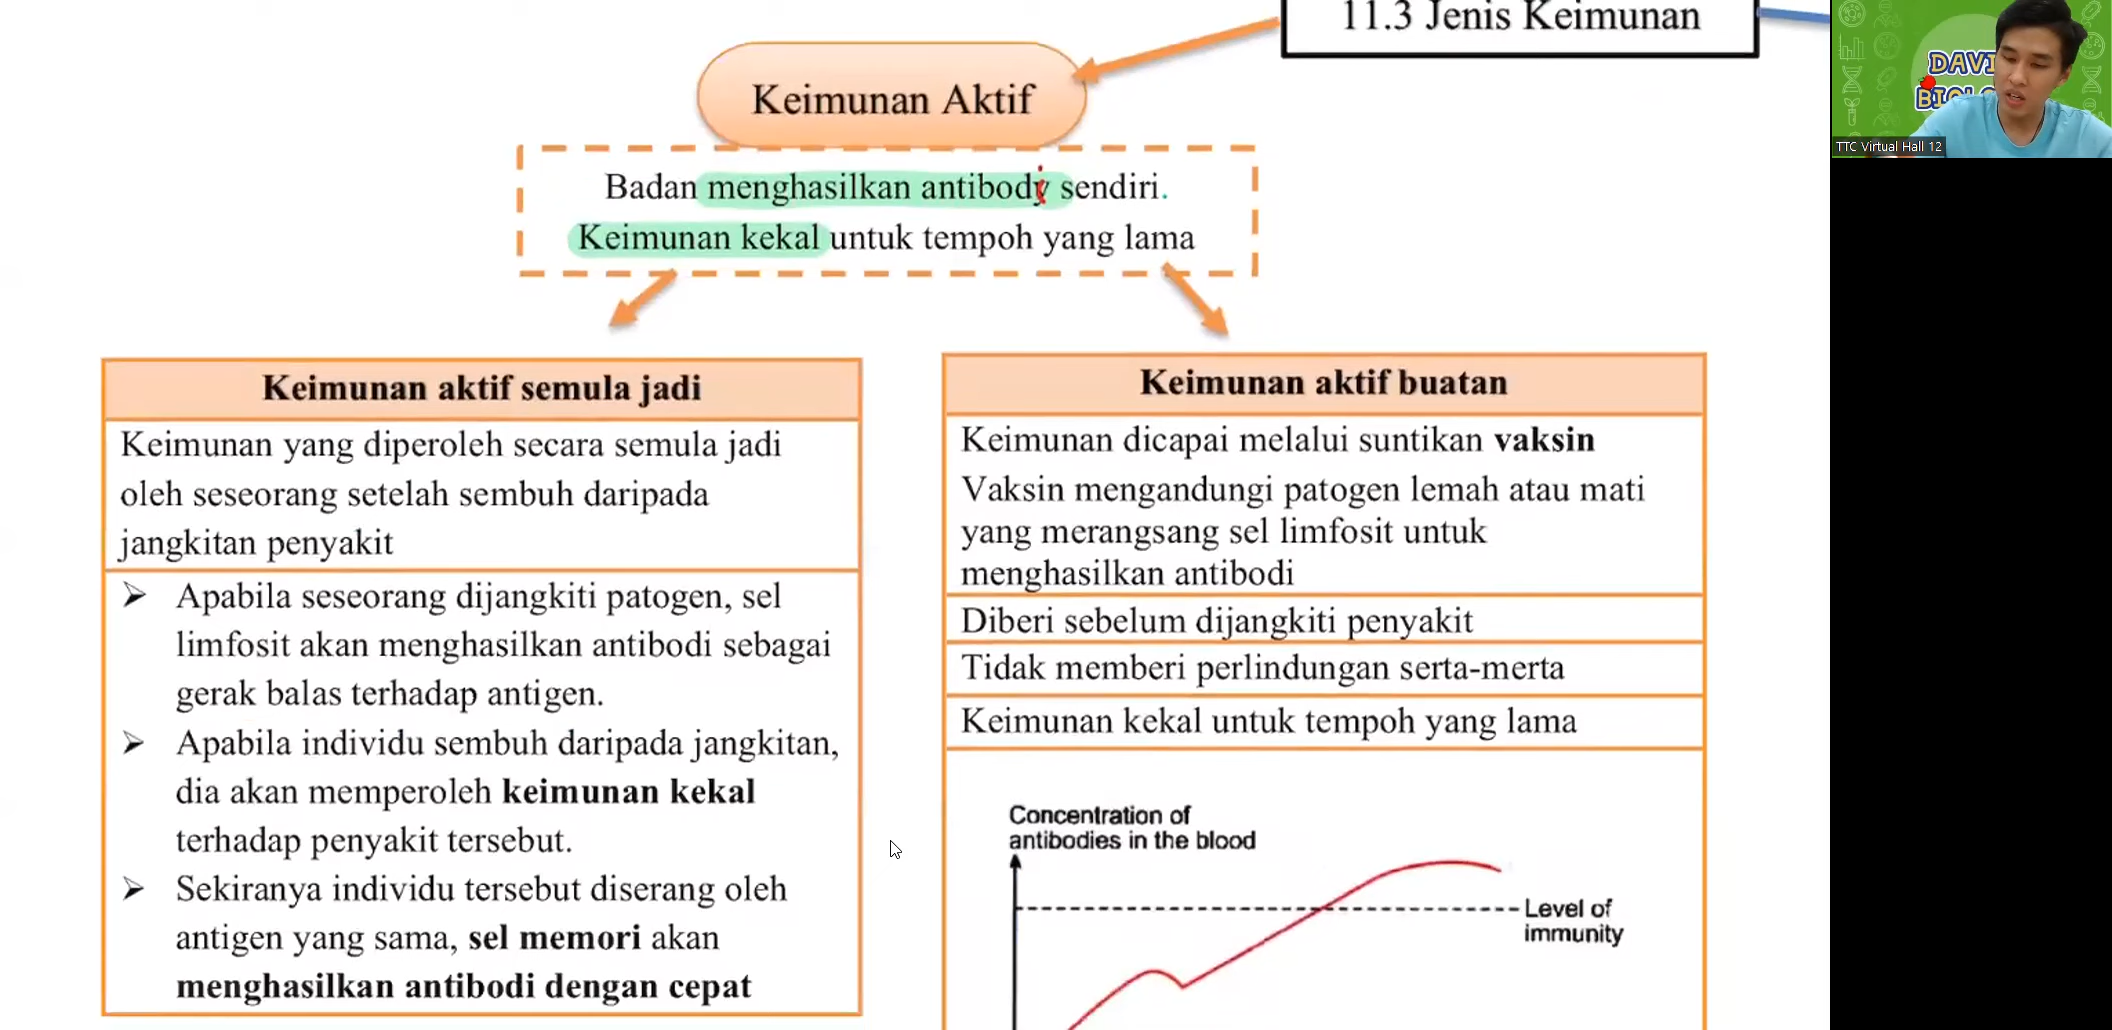 11.3 Jenis Keimunan
Keimunan Aktif
Badan menghasilkan antibodi sendiri.
Keimunan kekal untuk tempoh yang lama
Keimunan aktif semula jadi
Keimunan yang diperoleh secara semula jadi
oleh seseorang setelah sembuh daripada
jangkitan penyakit
➢ Apabila seseorang dijangkiti patogen, sel
limfosit akan menghasilkan antibodi sebagai
gerak balas terhadap antigen.
➢ Apabila individu sembuh daripada jangkitan,
dia akan memperoleh keimunan kekal
terhadap penyakit tersebut.
➢ Sekiranya individu tersebut diserang oleh
antigen yang sama, sel memori akan
menghasilkan antibodi dengan cepat
Keimunan aktif buatan
Keimunan dicapai melalui suntikan vaksin
Vaksin mengandungi patogen lemah atau mati
yang merangsang sel limfosit untuk
menghasilkan antibodi
Diberi sebelum dijangkiti penyakit
Tidak memberi perlindungan serta-merta
Keimunan kekal untuk tempoh yang lama
Concentration of
antibodies in the blood
Level of
immunity
DAVI
BIOLO
TTC Virtual Hall 12